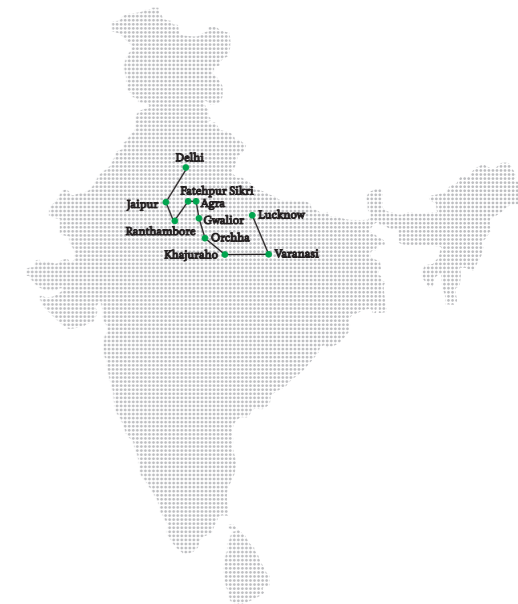 Delhi
Fatehpur Sikri
Jaipur
Agra
Lucknow
Gwalior
Ranthambore
Orchha
Khajuraho
Varanasi